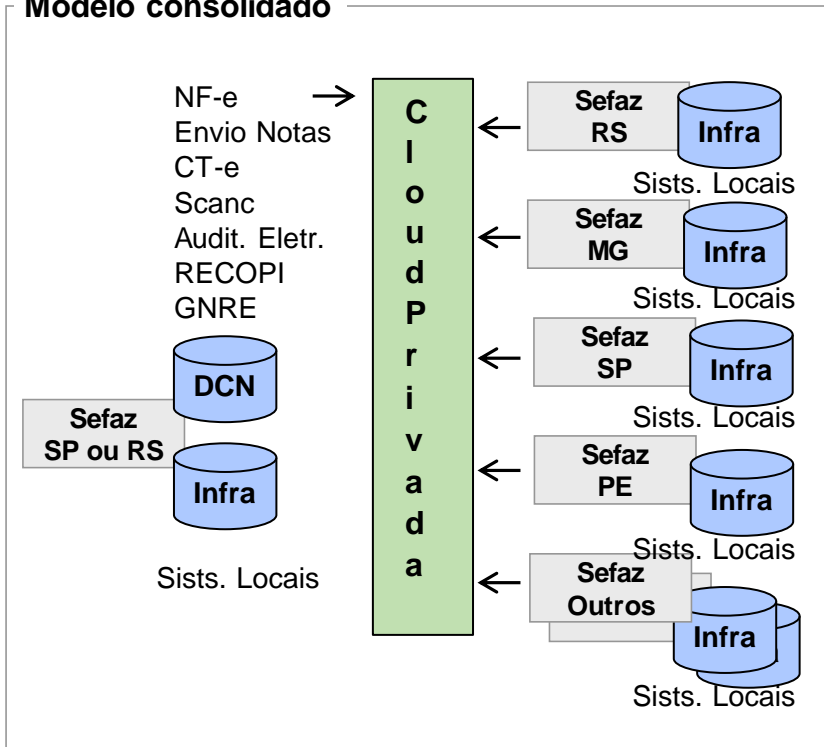 Modelo consolidado
NF-e
Envio Notas
CT-e
Scanc
Audit. Eletr.
RECOPI
GNRE
DCN
Sefaz
SP ou RS
Infra
Sists. Locais
C
l
o
u
d
P
r
i
v
a
d
a
Sefaz
RS
Infra
Sists. Locais
Sefaz
MG
Infra
Sists. Locais
Sefaz
SP
Infra
Sists. Locais
Sefaz
PE
Infra
Sists. Locais
Sefaz
Outros
Infra
Sists. Locais